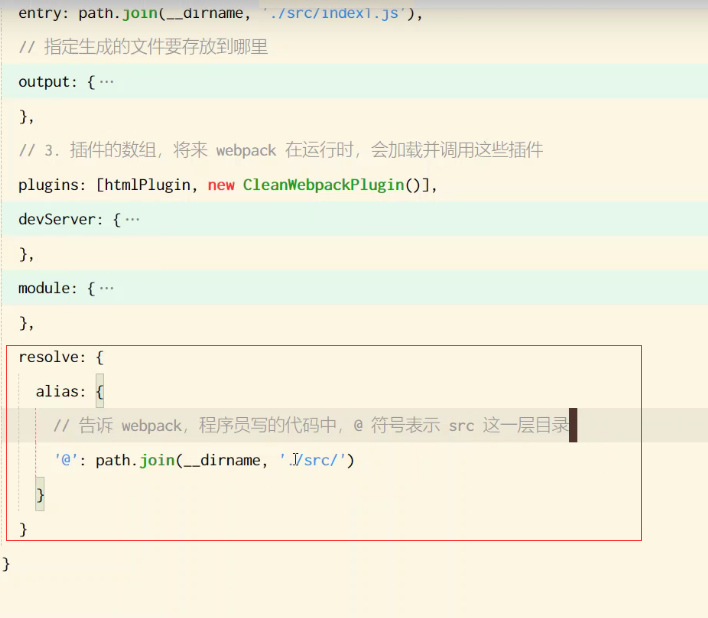 entry: path.join(__dirname, './src/index1.js'),
// 指定生成的文件要存放到哪里
output: {···
},
// 3. 插件的数组，将来 webpack 在运行时，会加载并调用这些插件
plugins: [htmlPlugin, new CleanWebpackPlugin()],
devServer: {···
},
module: {···
},
resolve: {
alias: {
// 告诉 webpack，程序员写的代码中，@ 符号表示 src 这一层目录
'@': path.join(__dirname, './src/')
}
}
}